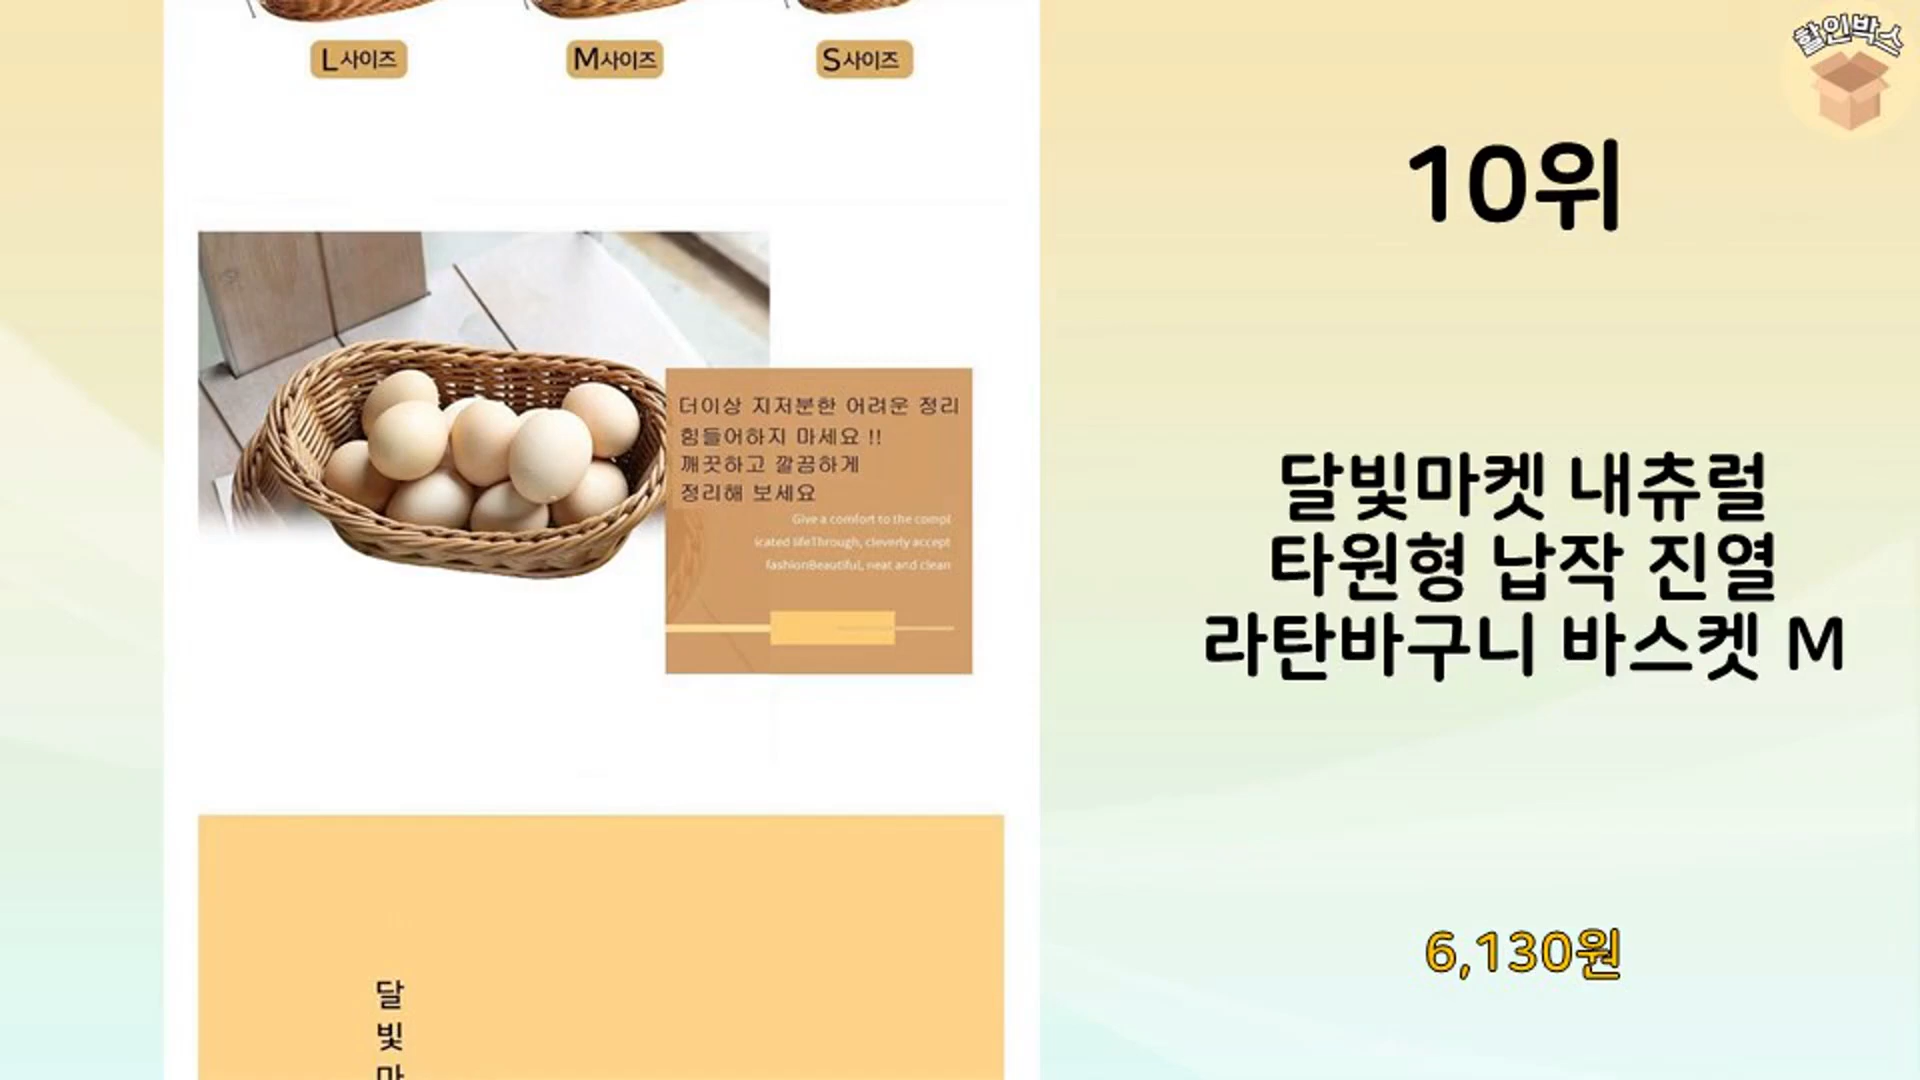 L사이즈
M사이즈
S사이즈
할인박스
10위
더이상 지저분한 어려운 정리
힘들어하지 마세요 !!
깨끗하고 깔끔하게
정리해 보세요
Give a comfort to the compl
icated lifeThrough, cleverly accept
fashionBeautiful, neat and clean
달빛마켓 내츄럴
타원형 납작 진열
라탄바구니 바스켓 M
6,130원
달
빛
마